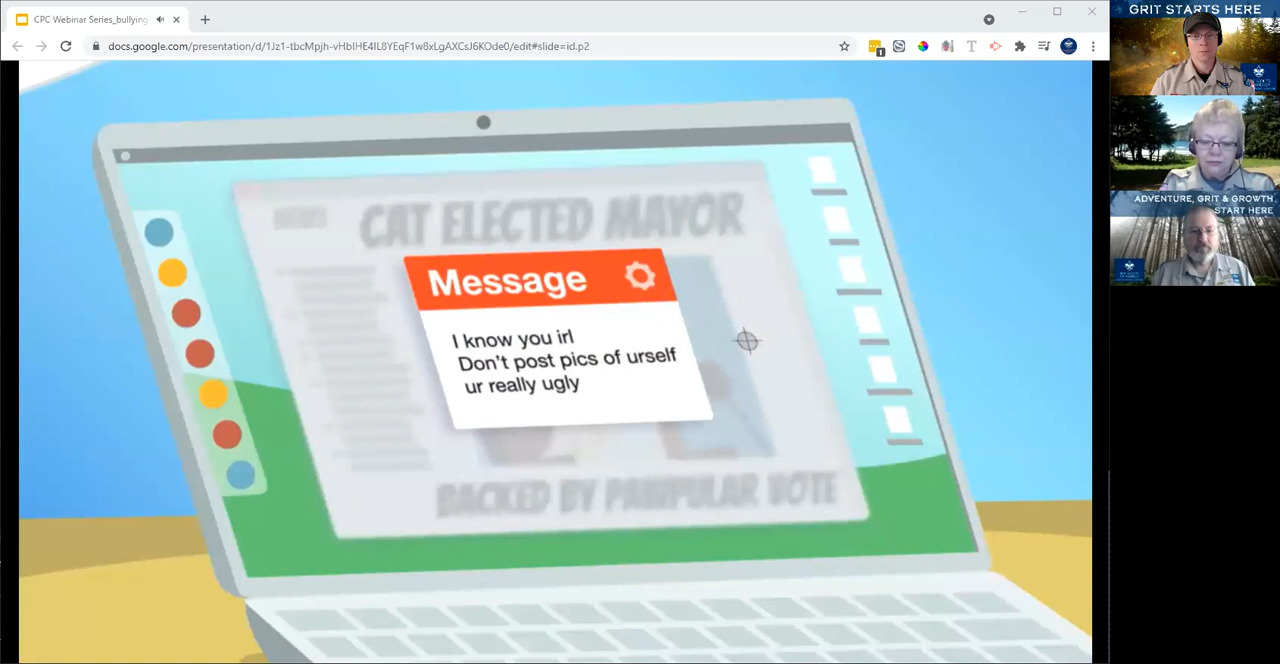 CPC Webinar Series_bullying
docs.google.com/presentation/d/1Jz1-tbcMpjh-vHblHE4lL8YEqF1w8xLgAXCsJ6KOde0/edit#slide=id.p2
1
GRIT STARTS HERE
CAT ELECTED MAYOR
Message
I know you irl
Don't post pics of urself
ur really ugly
BACKED BY PAWPULAR VOTE
ADVENTURE, GRIT & GROWTH
START HERE